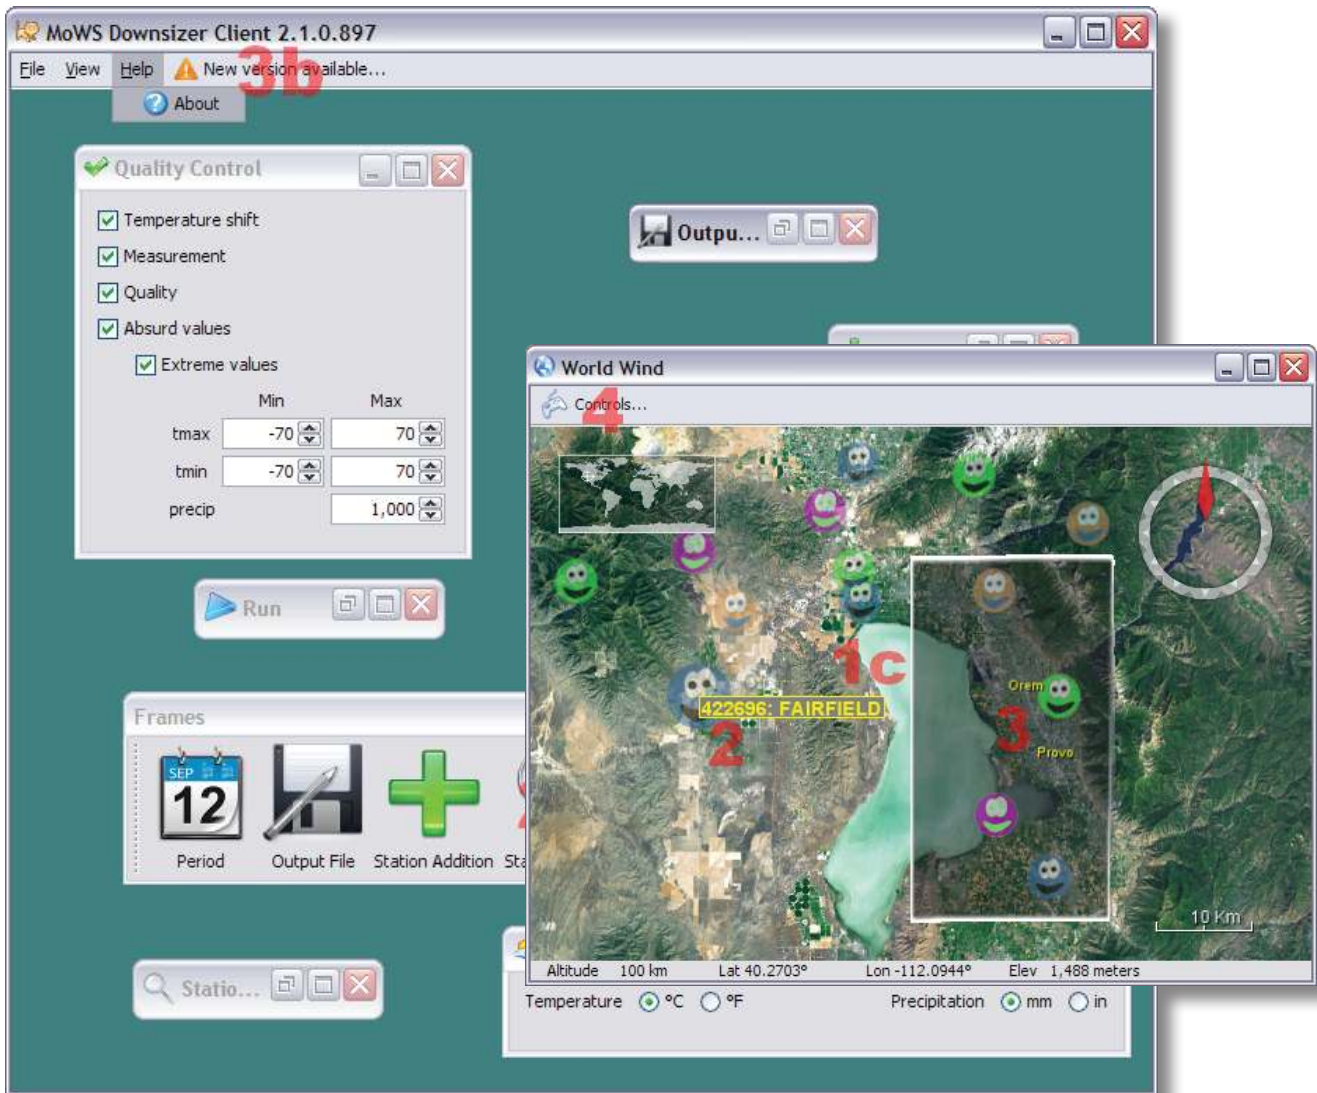 MoWS Downsizer Client 2.1.0.897
File View Help New version available...
3b
About
Quality Control
Temperature shift
Measurement
Quality
Absurd values
Extreme values
Min Max
tmax -70 70
tmin -70 70
precip 1,000
Outpu...
Run
Frames
SEP
12
Period Output File Station Addition Sta
Statio...
World Wind
Controls...
4
1c
422696: FAIRFIELD
2
Orem
3
Provo
10 Km
Altitude 100 km Lat 40.2703° Lon -112.0944° Elev 1,488 meters
Temperature °C °F Precipitation mm in